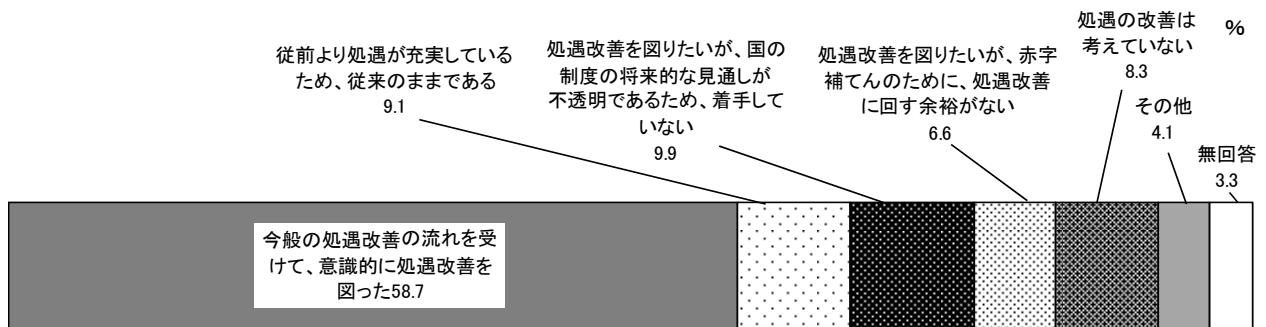 従前より処遇が充実している
ため、従来のままである
9.1
処遇改善を図りたいが、国の
制度の将来的な見通しが
不透明であるため、着手して
いない
9.9
処遇改善を図りたいが、赤字
補てんのために、処遇改善
に回す余裕がない
6.6
処遇の改善は
考えていない
8.3
%
その他
4.1
無回答
3.3
今般の処遇改善の流れを受
けて、意識的に処遇改善を
図った58.7